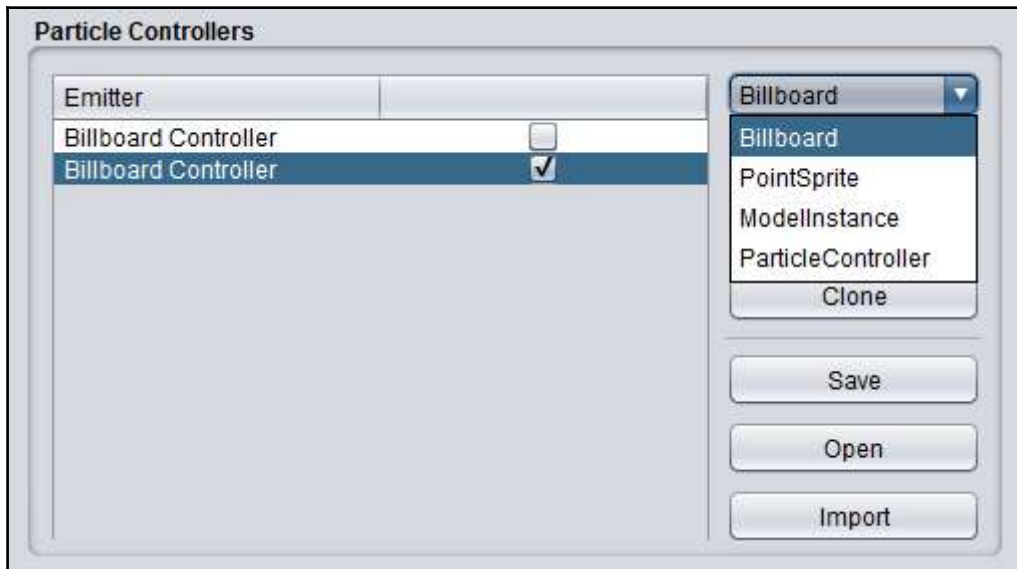 Particle Controllers
Emitter
Billboard Controller
Billboard Controller
Billboard
Billboard
PointSprite
ModelInstance
ParticleController
Clone
Save
Open
Import